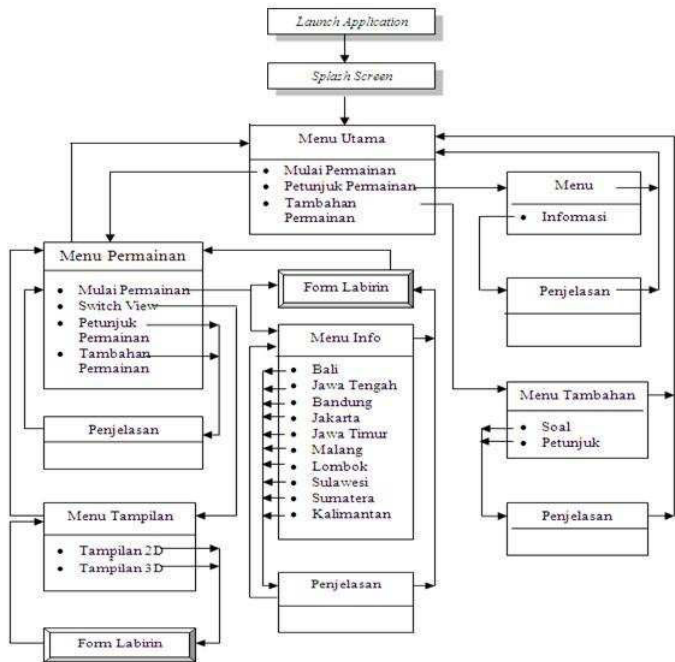 Launch Application
Splash Screen
Menu Utama
• Mulai Permainan
• Petunjuk Permainan
• Tambahan
Permainan
Menu
• Informasi
Penjelasan
Menu Permainan
• Mulai Permainan
• Switch View
• Petunjuk
Permainan
• Tambahan
Permainan
Penjelasan
Form Labirin
Menu Info
• Bali
• Jawa Tengah
• Bandung
• Jakarta
• Jawa Timur
• Malang
• Lombok
• Sulawesi
• Sumatera
• Kalimantan
Penjelasan
Menu Tambahan
• Soal
• Petunjuk
Penjelasan
Menu Tampilan
• Tampilan 2D
• Tampilan 3D
Form Labirin